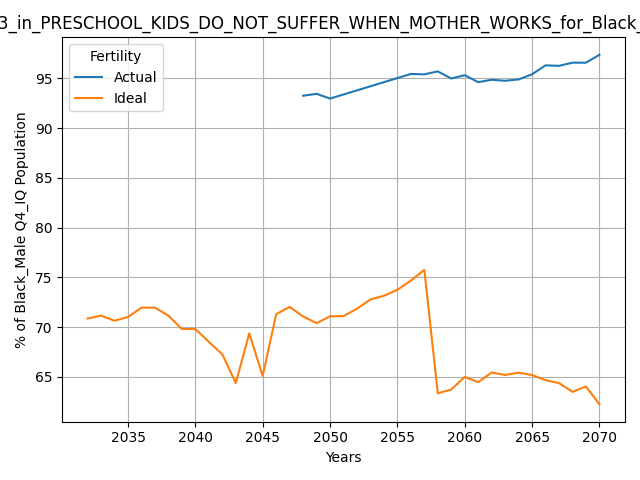 3_in_PRESCHOOL_KIDS_DO_NOT_SUFFER_WHEN_MOTHER_WORKS_for_Black_
Fertility
Actual
Ideal
% of Black_Male Q4_IQ Population
95
90
85
80
75
70
65
2035 2040 2045 2050 2055 2060 2065 2070
Years